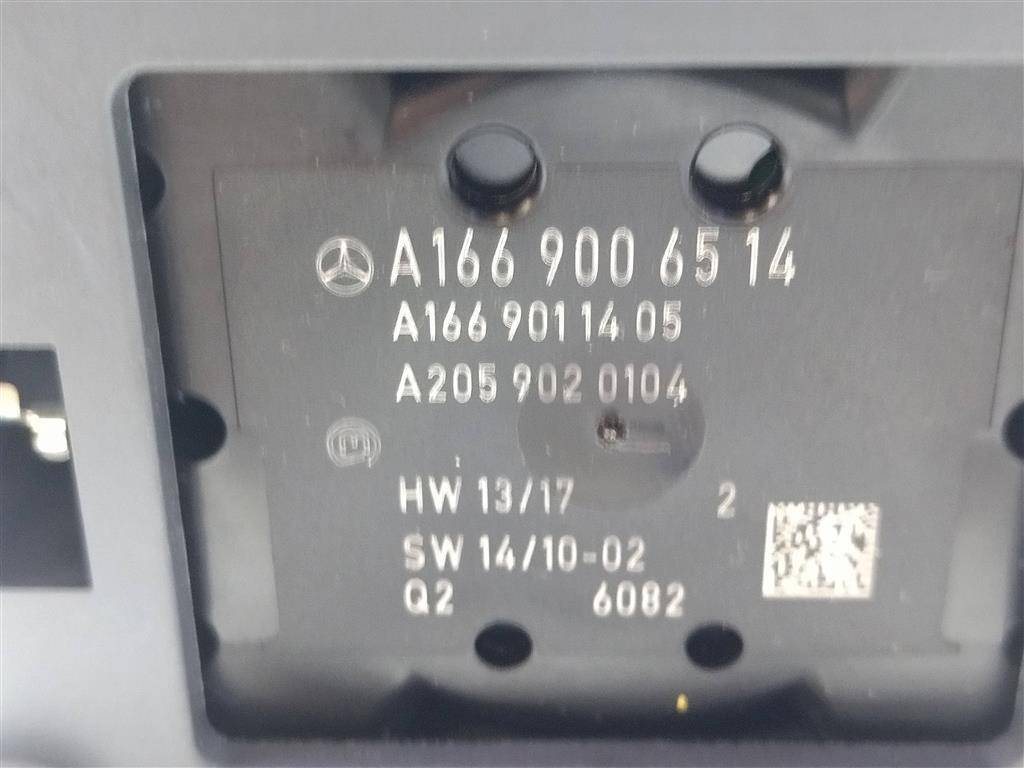 A166 900 65 14
A166 901 14 05
A205 902 0104
HW 13/17 2
SW 14/10-02
Q2 6082